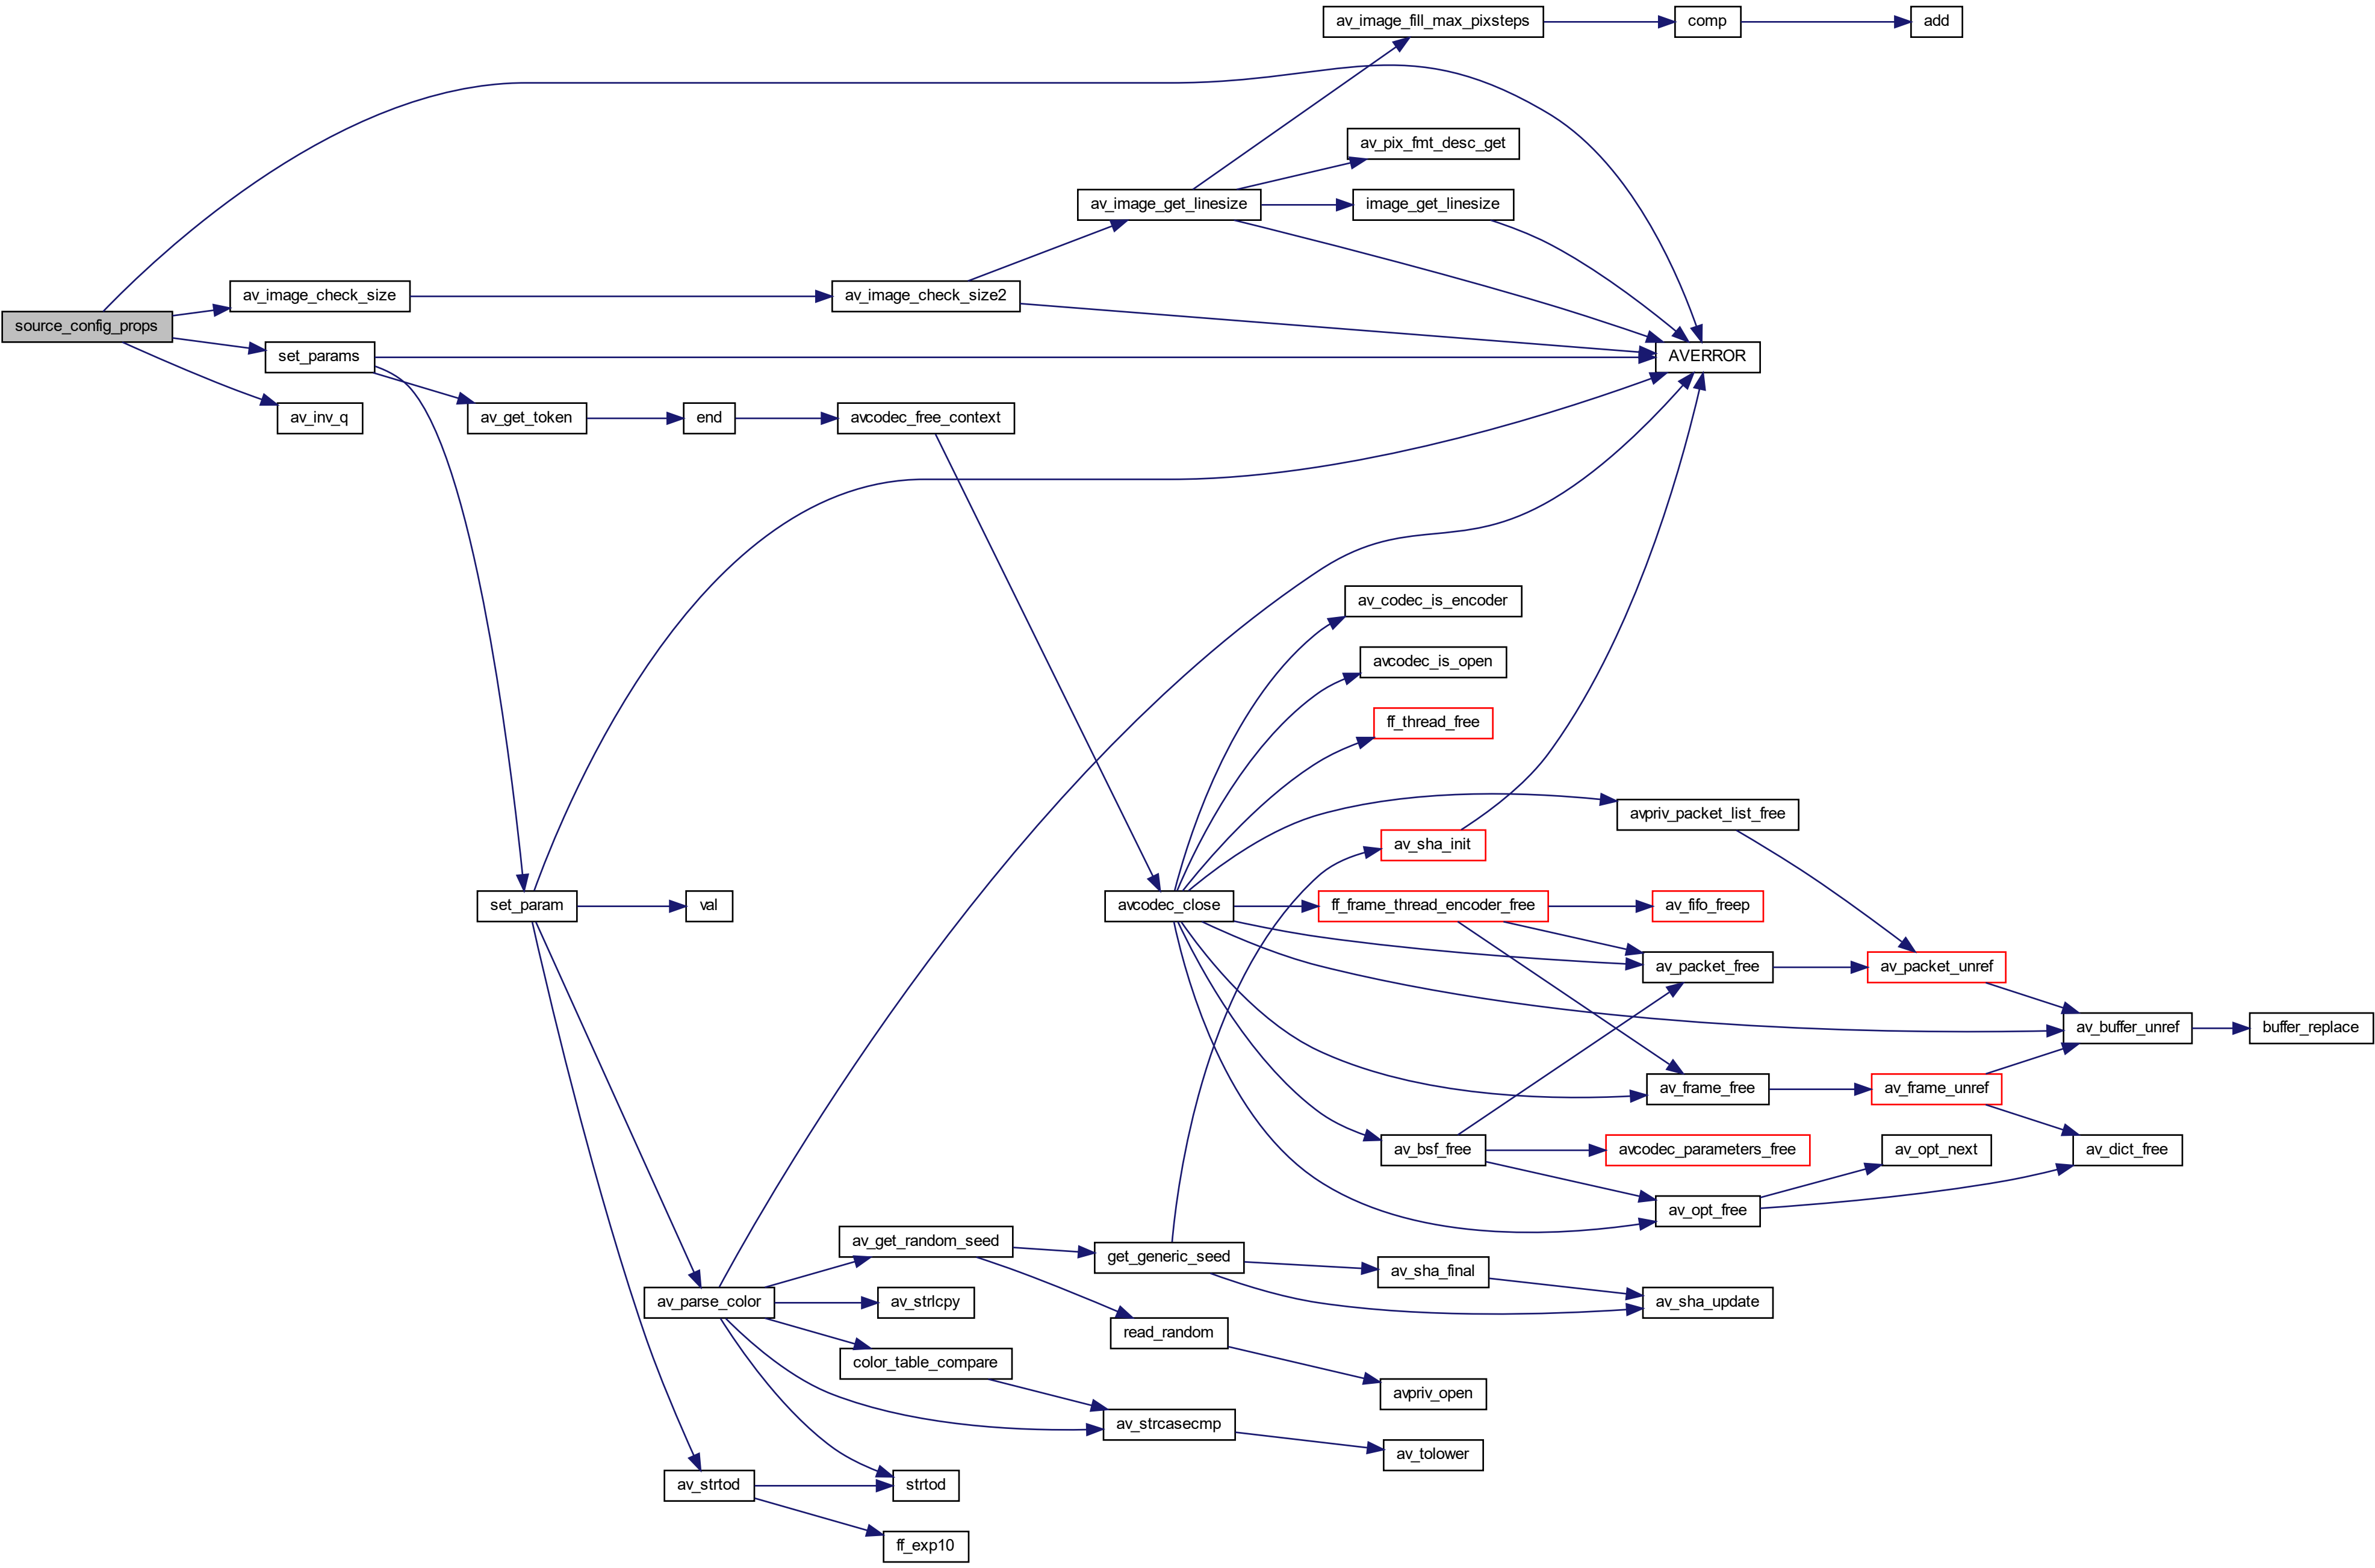 av_image_fill_max_pixsteps
comp
add
av_pix_fmt_desc_get
av_image_get_linesize
image_get_linesize
av_image_check_size
av_image_check_size2
source_config_props
set_params
AVERROR
av_inv_q
av_get_token
end
avcodec_free_context
av_codec_is_encoder
avcodec_is_open
ff_thread_free
avpriv_packet_list_free
av_sha_init
set_param
val
avcodec_close
ff_frame_thread_encoder_free
av_fifo_freep
av_packet_free
av_packet_unref
av_buffer_unref
buffer_replace
av_frame_free
av_frame_unref
av_bsf_free
avcodec_parameters_free
av_opt_next
av_dict_free
av_opt_free
av_get_random_seed
get_generic_seed
av_sha_final
av_parse_color
av_strlcpy
av_sha_update
read_random
color_table_compare
avpriv_open
av_strcasecmp
av_tolower
av_strtod
strtod
ff_exp10